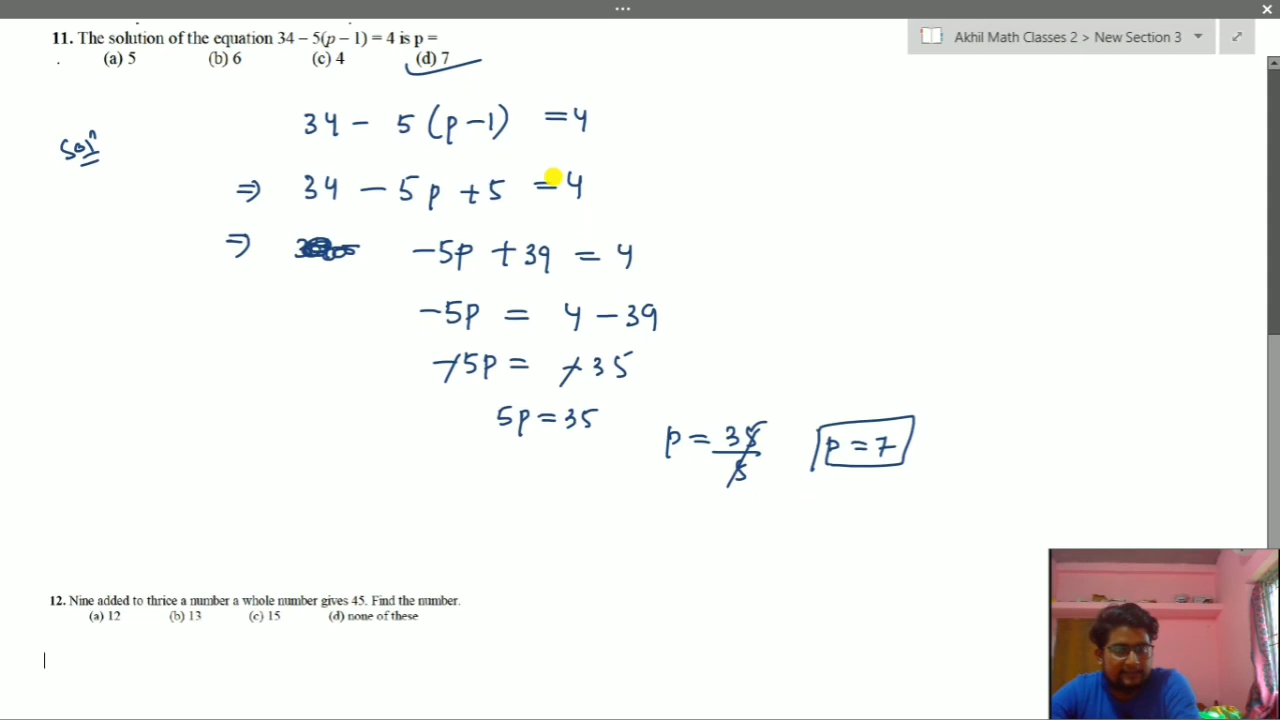 11. The solution of the equation 34 – 5(p – 1) = 4 is p =
(a) 5 (b) 6 (c) 4 (d) 7
Akhil Math Classes 2 > New Section 3
Solⁿ
34 - 5 (p - 1) = 4
⇒ 34 - 5p + 5 = 4
⇒ -5p + 39 = 4
-5p = 4 - 39
-5p = -35
5p = 35
p = 35/5 p = 7
12. Nine added to thrice a number a whole number gives 45. Find the number.
(a) 12 (b) 13 (c) 15 (d) none of these